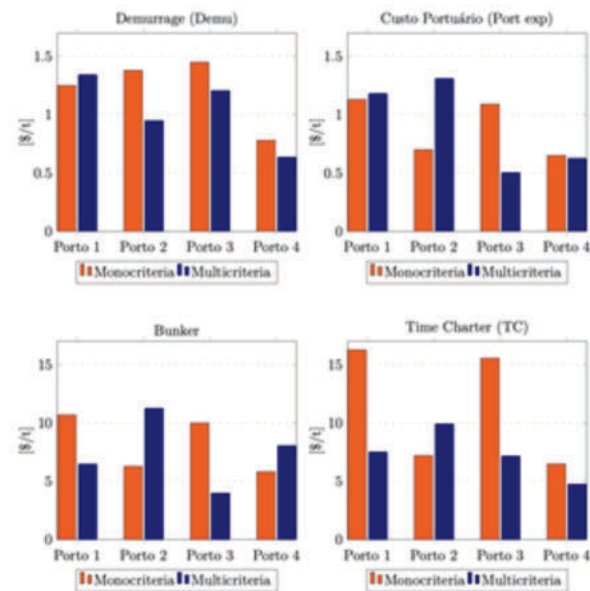 Demurrage (Demu)
1.5
1
0.5
0
[$/t]
Porto 1 Porto 2 Porto 3 Porto 4
Monocriteria Multicriteria
Custo Portuário (Port exp)
1.5
1
0.5
0
[$/t]
Porto 1 Porto 2 Porto 3 Porto 4
Monocriteria Multicriteria
Bunker
15
10
5
0
[$/t]
Porto 1 Porto 2 Porto 3 Porto 4
Monocriteria Multicriteria
Time Charter (TC)
15
10
5
0
[$/t]
Porto 1 Porto 2 Porto 3 Porto 4
Monocriteria Multicriteria